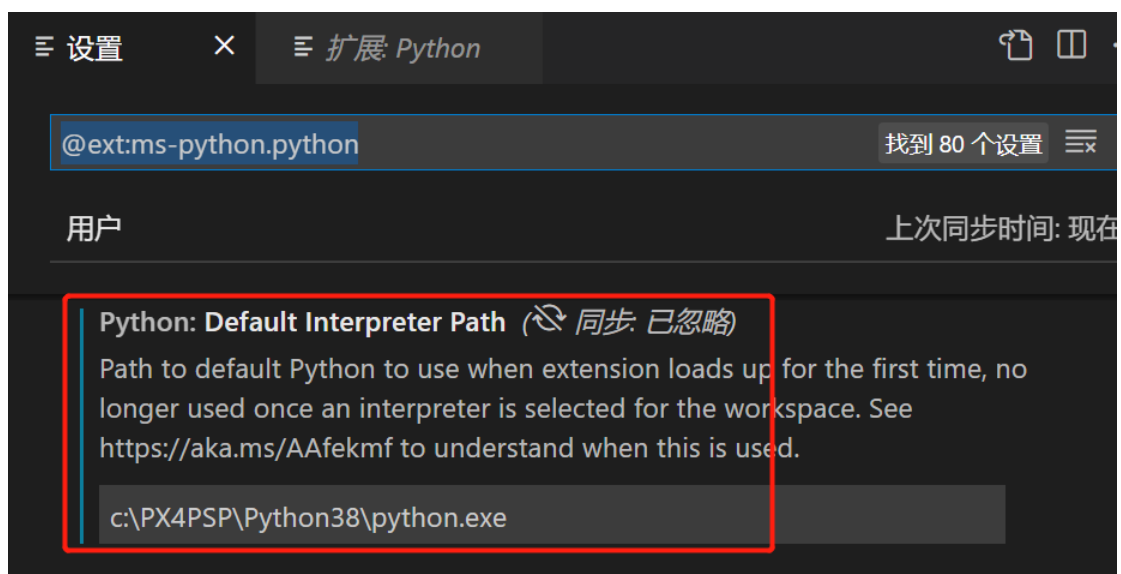 设置
扩展: Python
@ext:ms-python.python
找到 80 个设置
用户
上次同步时间: 现在
Python: Default Interpreter Path (同步: 已忽略)
Path to default Python to use when extension loads up for the first time, no
longer used once an interpreter is selected for the workspace. See
https://aka.ms/AAfekmf to understand when this is used.
c:\PX4PSP\Python38\python.exe